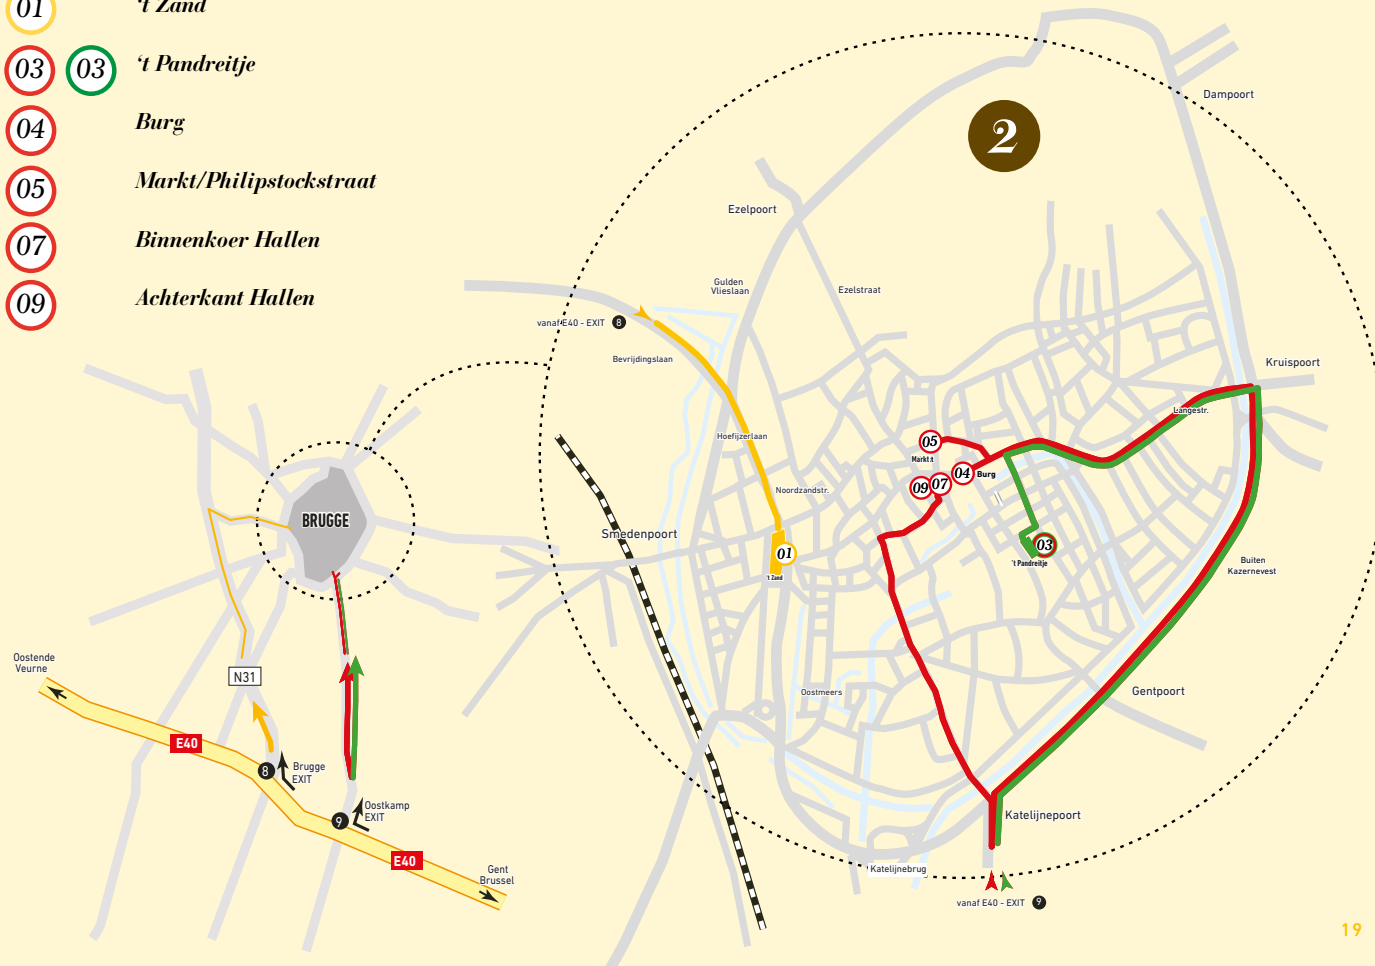 01 't Zand
03 03 ‘t Pandreitje
04 Burg
05 Markt/Philipstockstraat
07 Binnenkoer Hallen
09 Achterkant Hallen
2
Dampoort
Ezelpoort
Gulden
Vlieslaan
Ezelstraat
vanaf E40 - EXIT 8
Bevrijdingslaan
Kruispoort
Langestr.
Hoefijzerlaan
05
Markt
04 Burg
09 07
Noordzandstr.
Smedenpoort
01
't Zand
03
't Pandreitje
Buiten
Kazernevest
Gentpoort
Oostmeers
Katelijnepoort
Katelijnebrug
vanaf E40 - EXIT 9
BRUGGE
Oostende
Veurne
N31
E40
8
Brugge
EXIT
9
Oostkamp
EXIT
E40
Gent
Brussel
19